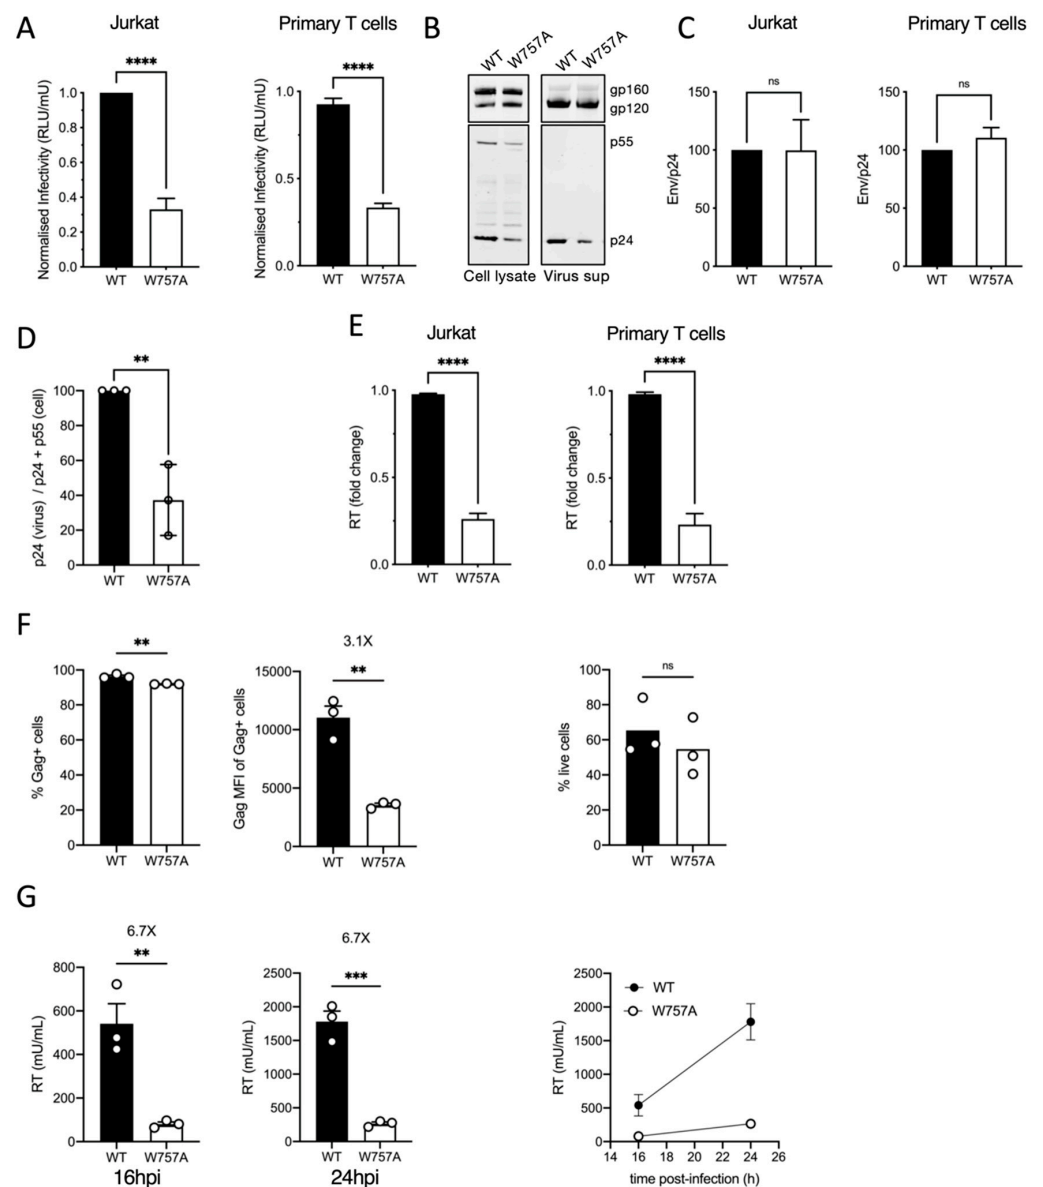 A
Jurkat
Primary T cells
B
C
Jurkat
Primary T cells
Normalised Infectivity (RLU/mU)
1.0
0.8
0.6
0.4
0.2
0.0
****
WT
W757A
Normalised Infectivity (RLU/mU)
1.0
0.5
0.0
****
WT
W757A
WT
W757A
WT
W757A
gp160
gp120
p55
p24
Cell lysate
Virus sup
Env/p24
150
100
50
0
ns
WT
W757A
Env/p24
150
100
50
0
ns
WT
W757A
D
p24 (virus) / p24 + p55 (cell)
100
80
60
40
20
0
**
WT
W757A
E
Jurkat
Primary T cells
RT (fold change)
1.0
0.5
0.0
****
WT
W757A
RT (fold change)
1.0
0.5
0.0
****
WT
W757A
F
% Gag+ cells
100
80
60
40
20
0
**
WT
W757A
3.1X
Gag MFI of Gag+ cells
15000
10000
5000
0
**
WT
W757A
% live cells
100
80
60
40
20
0
ns
WT
W757A
G
6.7X
RT (mU/mL)
800
600
400
200
0
**
WT
W757A
16hpi
6.7X
RT (mU/mL)
2500
2000
1500
1000
500
0
***
WT
W757A
24hpi
RT (mU/mL)
2500
2000
1500
1000
500
0
WT
W757A
14 16 18 20 22 24 26
time post-infection (h)